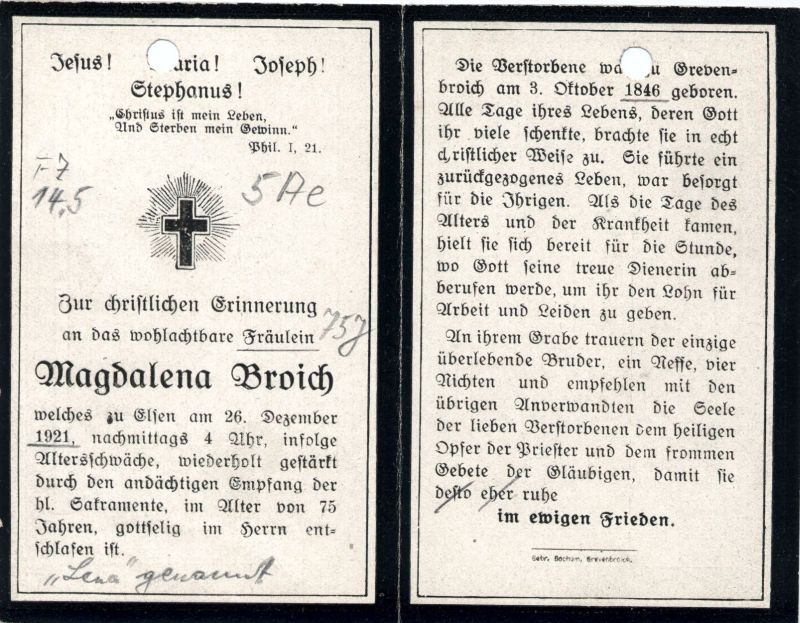 Jesus! aria! Joseph!
Stephanus!
„Christus ist mein Leben,
Und Sterben mein Gewinn.“
Phil. I, 21.
F7
14.5
5 Ae
Zur christlichen Erinnerung
an das wohlachtbare Fräulein
75J
Magdalena Broich
welches zu Elsen am 26. Dezember
1921, nachmittags 4 Uhr, infolge
Altersschwäche, wiederholt gestärkt
durch den andächtigen Empfang der
hl. Sakramente, im Alter von 75
Jahren, gottselig im Herrn ent=
schlafen ist.
„Lena“ genannt
Die Verstorbene wa zu Greven=
broich am 3. Oktober 1846 geboren.
Alle Tage ihres Lebens, deren Gott
ihr viele schenkte, brachte sie in echt
christlicher Weise zu. Sie führte ein
zurückgezogenes Leben, war besorgt
für die Ihrigen. Als die Tage des
Alters und der Krankheit kamen,
hielt sie sich bereit für die Stunde,
wo Gott seine treue Dienerin ab=
berufen werde, um ihr den Lohn für
Arbeit und Leiden zu geben.
An ihrem Grabe trauern der einzige
überlebende Bruder, ein Neffe, vier
Nichten und empfehlen mit den
übrigen Anverwandten die Seele
der lieben Verstorbenen dem heiligen
Opfer der Priester und dem frommen
Gebete der Gläubigen, damit sie
desto eher ruhe
im ewigen Frieden.
Gebr. Bocham, Grevenbroich.